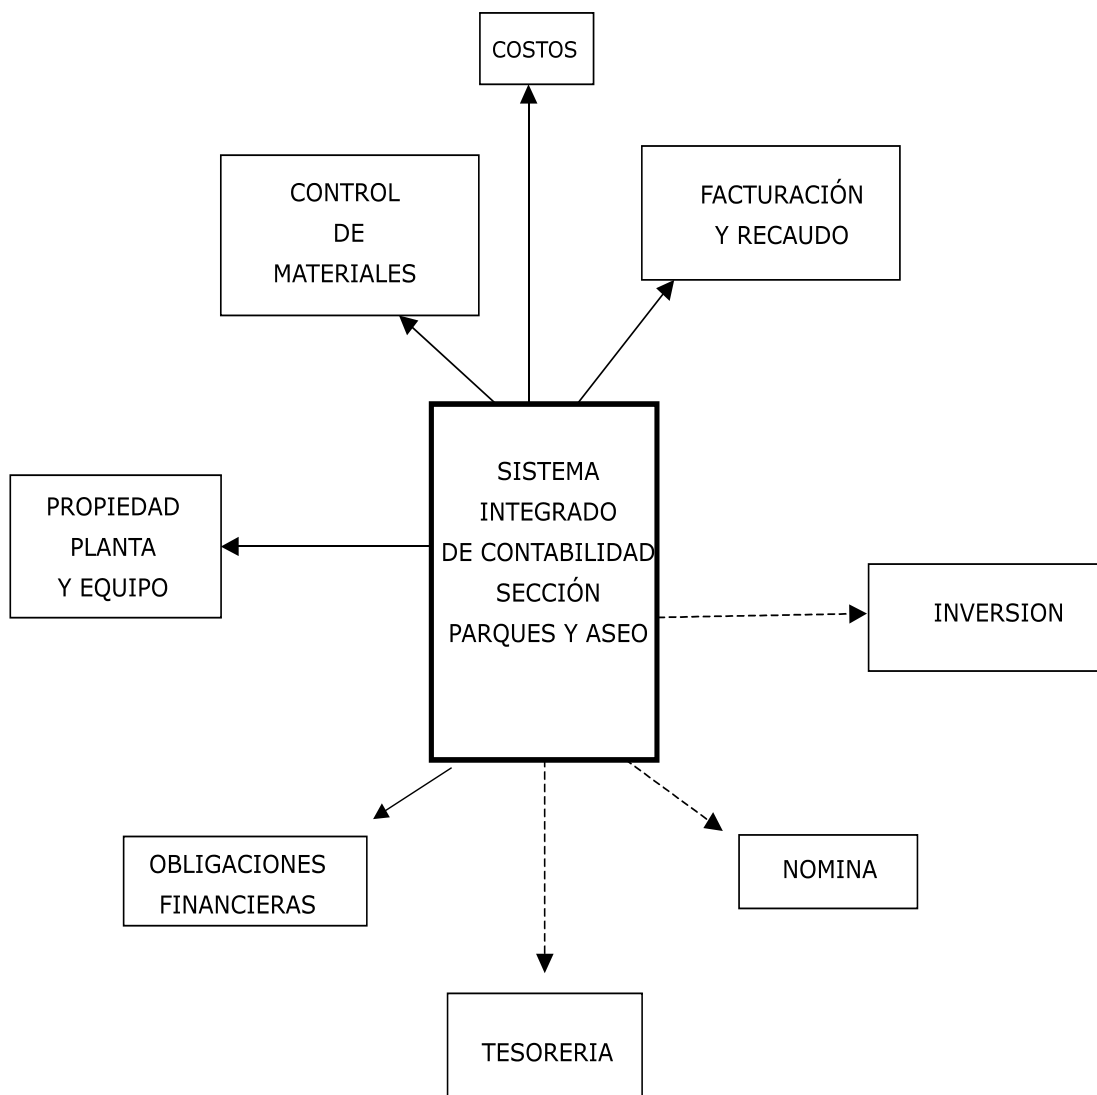 COSTOS
CONTROL
DE
MATERIALES
FACTURACIÓN
Y RECAUDO
SISTEMA
INTEGRADO
DE CONTABILIDAD
SECCIÓN
PARQUES Y ASEO
PROPIEDAD
PLANTA
Y EQUIPO
INVERSION
OBLIGACIONES
FINANCIERAS
NOMINA
TESORERIA